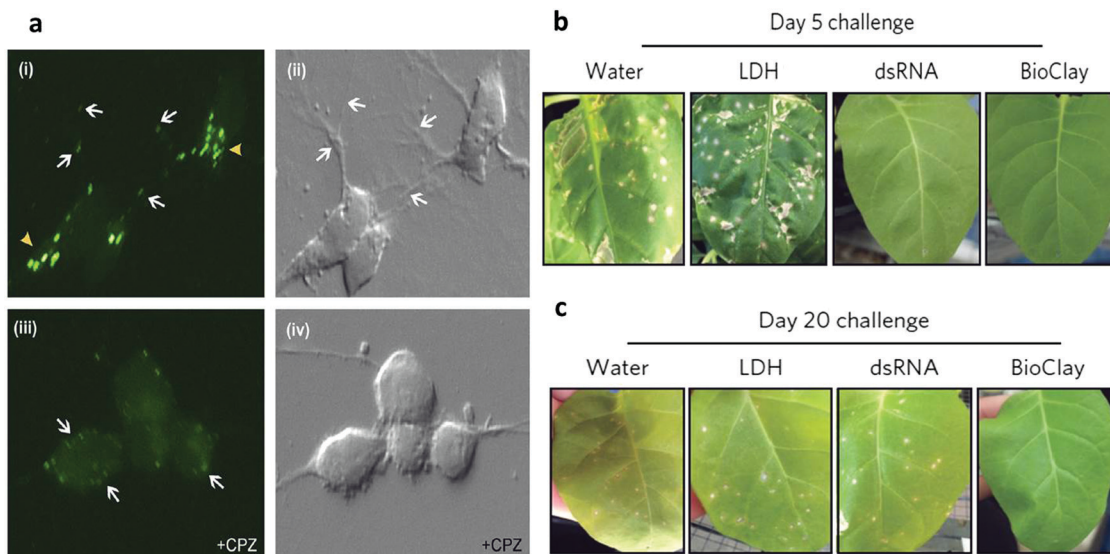 a
(i)
(ii)
(iii)
+CPZ
(iv)
+CPZ
b
Day 5 challenge
Water LDH dsRNA BioClay
c
Day 20 challenge
Water LDH dsRNA BioClay